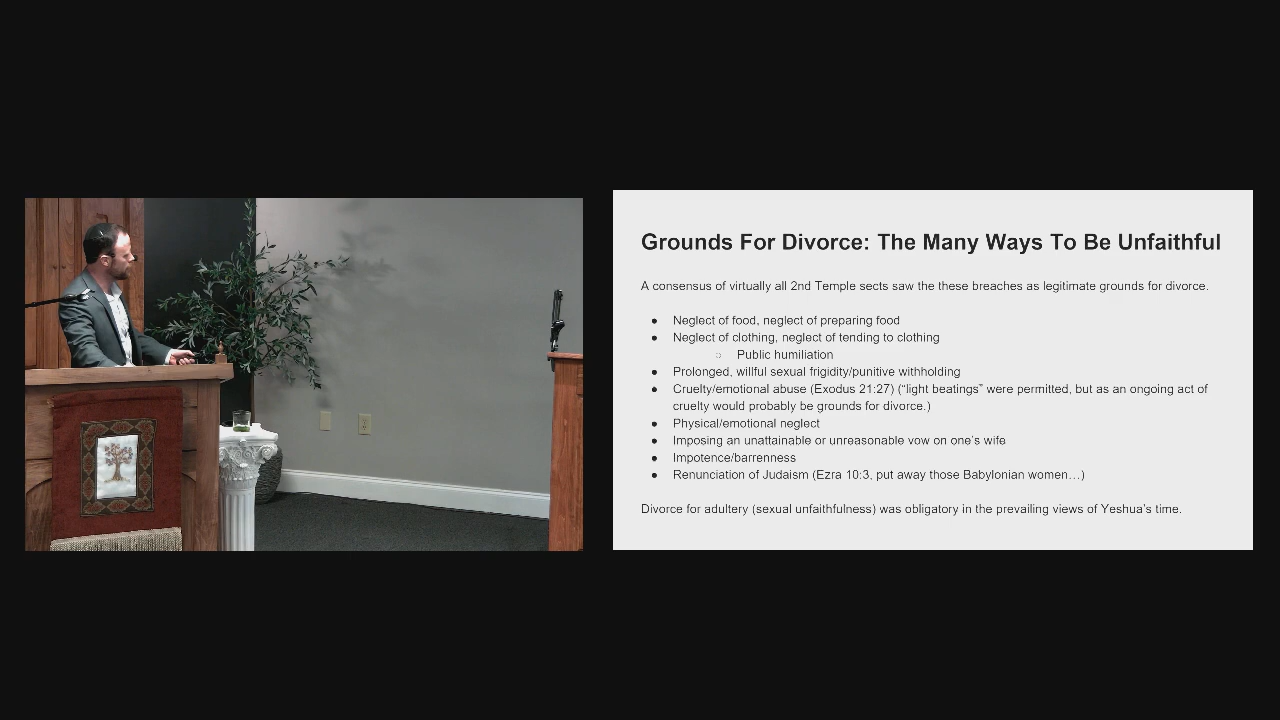 Grounds For Divorce: The Many Ways To Be Unfaithful
A consensus of virtually all 2nd Temple sects saw the these breaches as legitimate grounds for divorce.
● Neglect of food, neglect of preparing food
● Neglect of clothing, neglect of tending to clothing
○ Public humiliation
● Prolonged, willful sexual frigidity/punitive withholding
● Cruelty/emotional abuse (Exodus 21:27) (“light beatings” were permitted, but as an ongoing act of
cruelty would probably be grounds for divorce.)
● Physical/emotional neglect
● Imposing an unattainable or unreasonable vow on one’s wife
● Impotence/barrenness
● Renunciation of Judaism (Ezra 10:3, put away those Babylonian women…)
Divorce for adultery (sexual unfaithfulness) was obligatory in the prevailing views of Yeshua’s time.